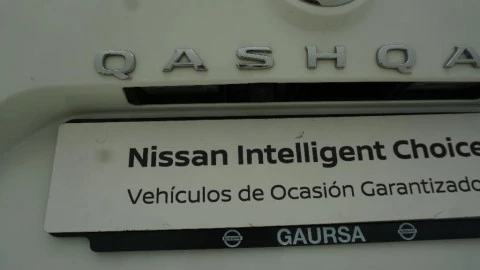 QASHQA
Nissan Intelligent Choice
Vehículos de Ocasión Garantizado
GAURSA